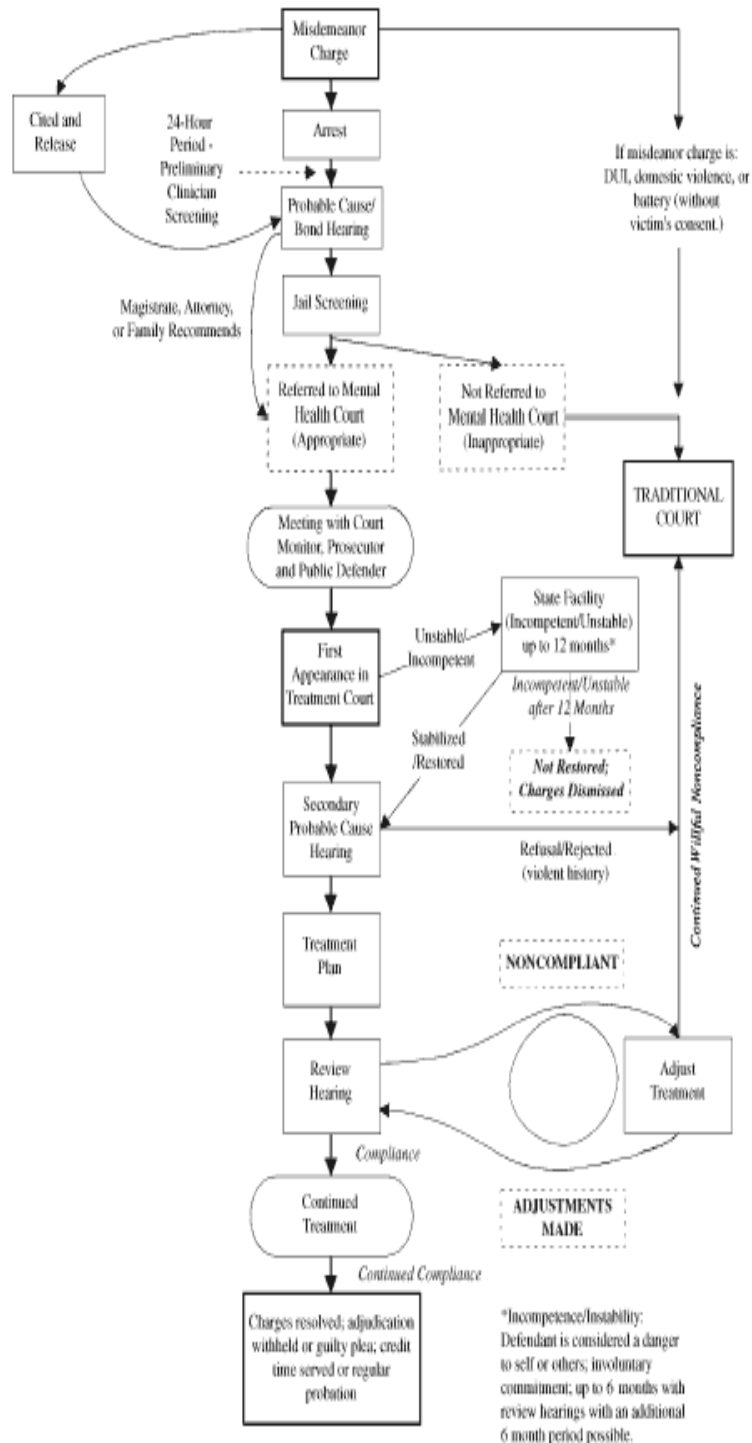 Misdemeanor
Charge
Cited and
Release
Arrest
24-Hour
Period -
Preliminary
Clinician
Screening
If misdeanor charge is:
DUI, domestic violence, or
battery (without
victim's consent.)
Probable Cause/
Bond Hearing
Jail Screening
Magistrate, Attorney,
or Family Recommends
Referred to Mental
Health Court
(Appropriate)
Not Referred to
Mental Health Court
(Inappropriate)
TRADITIONAL
COURT
Meeting with Court
Monitor, Prosecutor
and Public Defender
State Facility
(Incompetent/Unstable)
up to 12 months*
Unstable/
Incompetent
First
Appearance in
Treatment Court
Incompetent/Unstable
after 12 Months
Stabilized
/Restored
Not Restored;
Charges Dismissed
Continued Willful Noncompliance
Secondary
Probable Cause
Hearing
Refusal/Rejected
(violent history)
Treatment
Plan
NONCOMPLIANT
Review
Hearing
Adjust
Treatment
Compliance
Continued
Treatment
ADJUSTMENTS
MADE
Continued Compliance
Charges resolved; adjudication
withheld or guilty plea; credit
time served or regular
probation
*Incompetence/Instability:
Defendant is considered a danger
to self or others; involuntary
commitment; up to 6 months with
review hearings with an additional
6 month period possible.